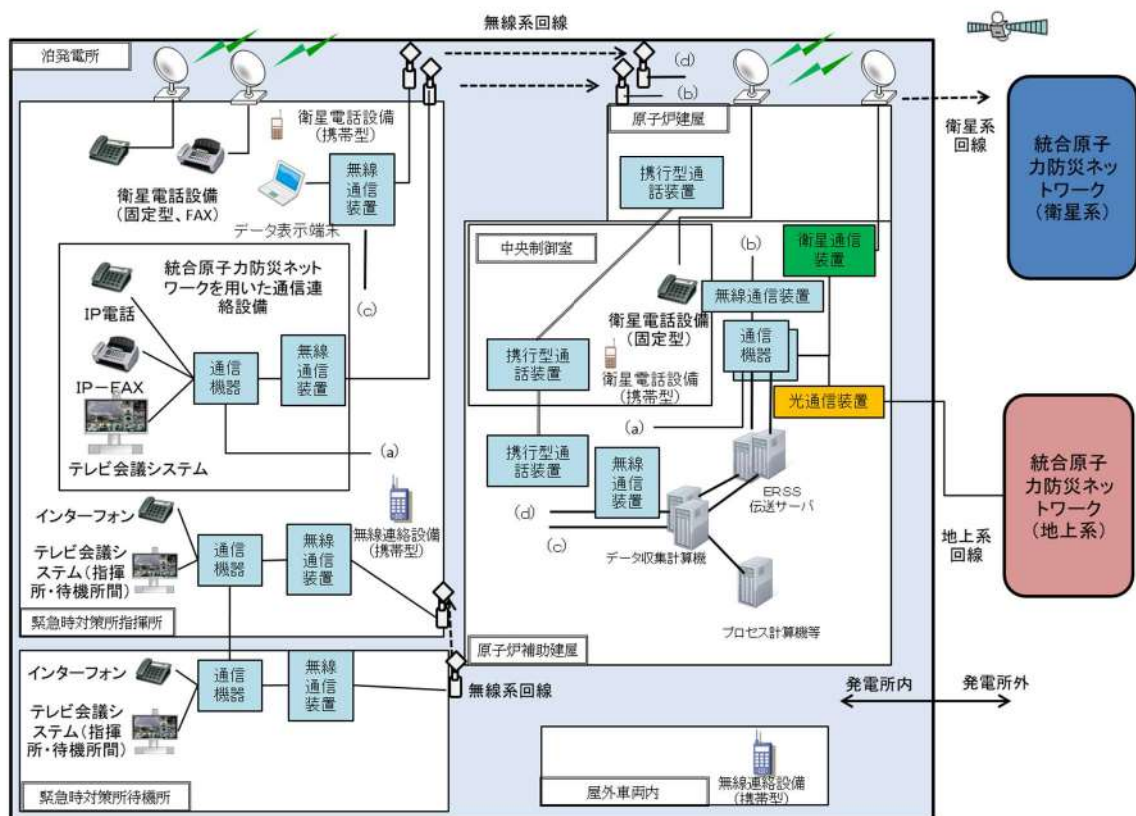 無線系回線
泊発電所
(d)
(b)
衛星電話設備
(携帯型)
無線
通信
装置
衛星電話設備
(固定型、FAX)
データ表示端末
(c)
統合原子力防災ネット
ワークを用いた通信連
絡設備
IP電話
IP-FAX
テレビ会議システム
通信
機器
無線
通信
装置
(a)
インターフォン
テレビ会議シ
ステム(指揮
所・待機所間)
通信
機器
無線
通信
装置
無線連絡設備
(携帯型)
緊急時対策所指揮所
インターフォン
テレビ会議シ
ステム(指揮
所・待機所間)
通信
機器
無線
通信
装置
無線系回線
緊急時対策所待機所
原子炉建屋
携行型通
話装置
中央制御室
(b)
衛星通信
装置
無線通信装置
衛星電話設備
(固定型)
通信
機器
携行型通
話装置
衛星電話設備
(携帯型)
光通信装置
(a)
携行型通
話装置
無線
通信
装置
ERSS
伝送サーバ
(d)
(c)
データ収集計算機
プロセス計算機等
原子炉補助建屋
屋外車両内
無線連絡設備
(携帯型)
発電所内
発電所外
衛星系
回線
統合原子
力防災ネッ
トワーク
(衛星系)
地上系
回線
統合原子
力防災ネッ
トワーク
(地上系)